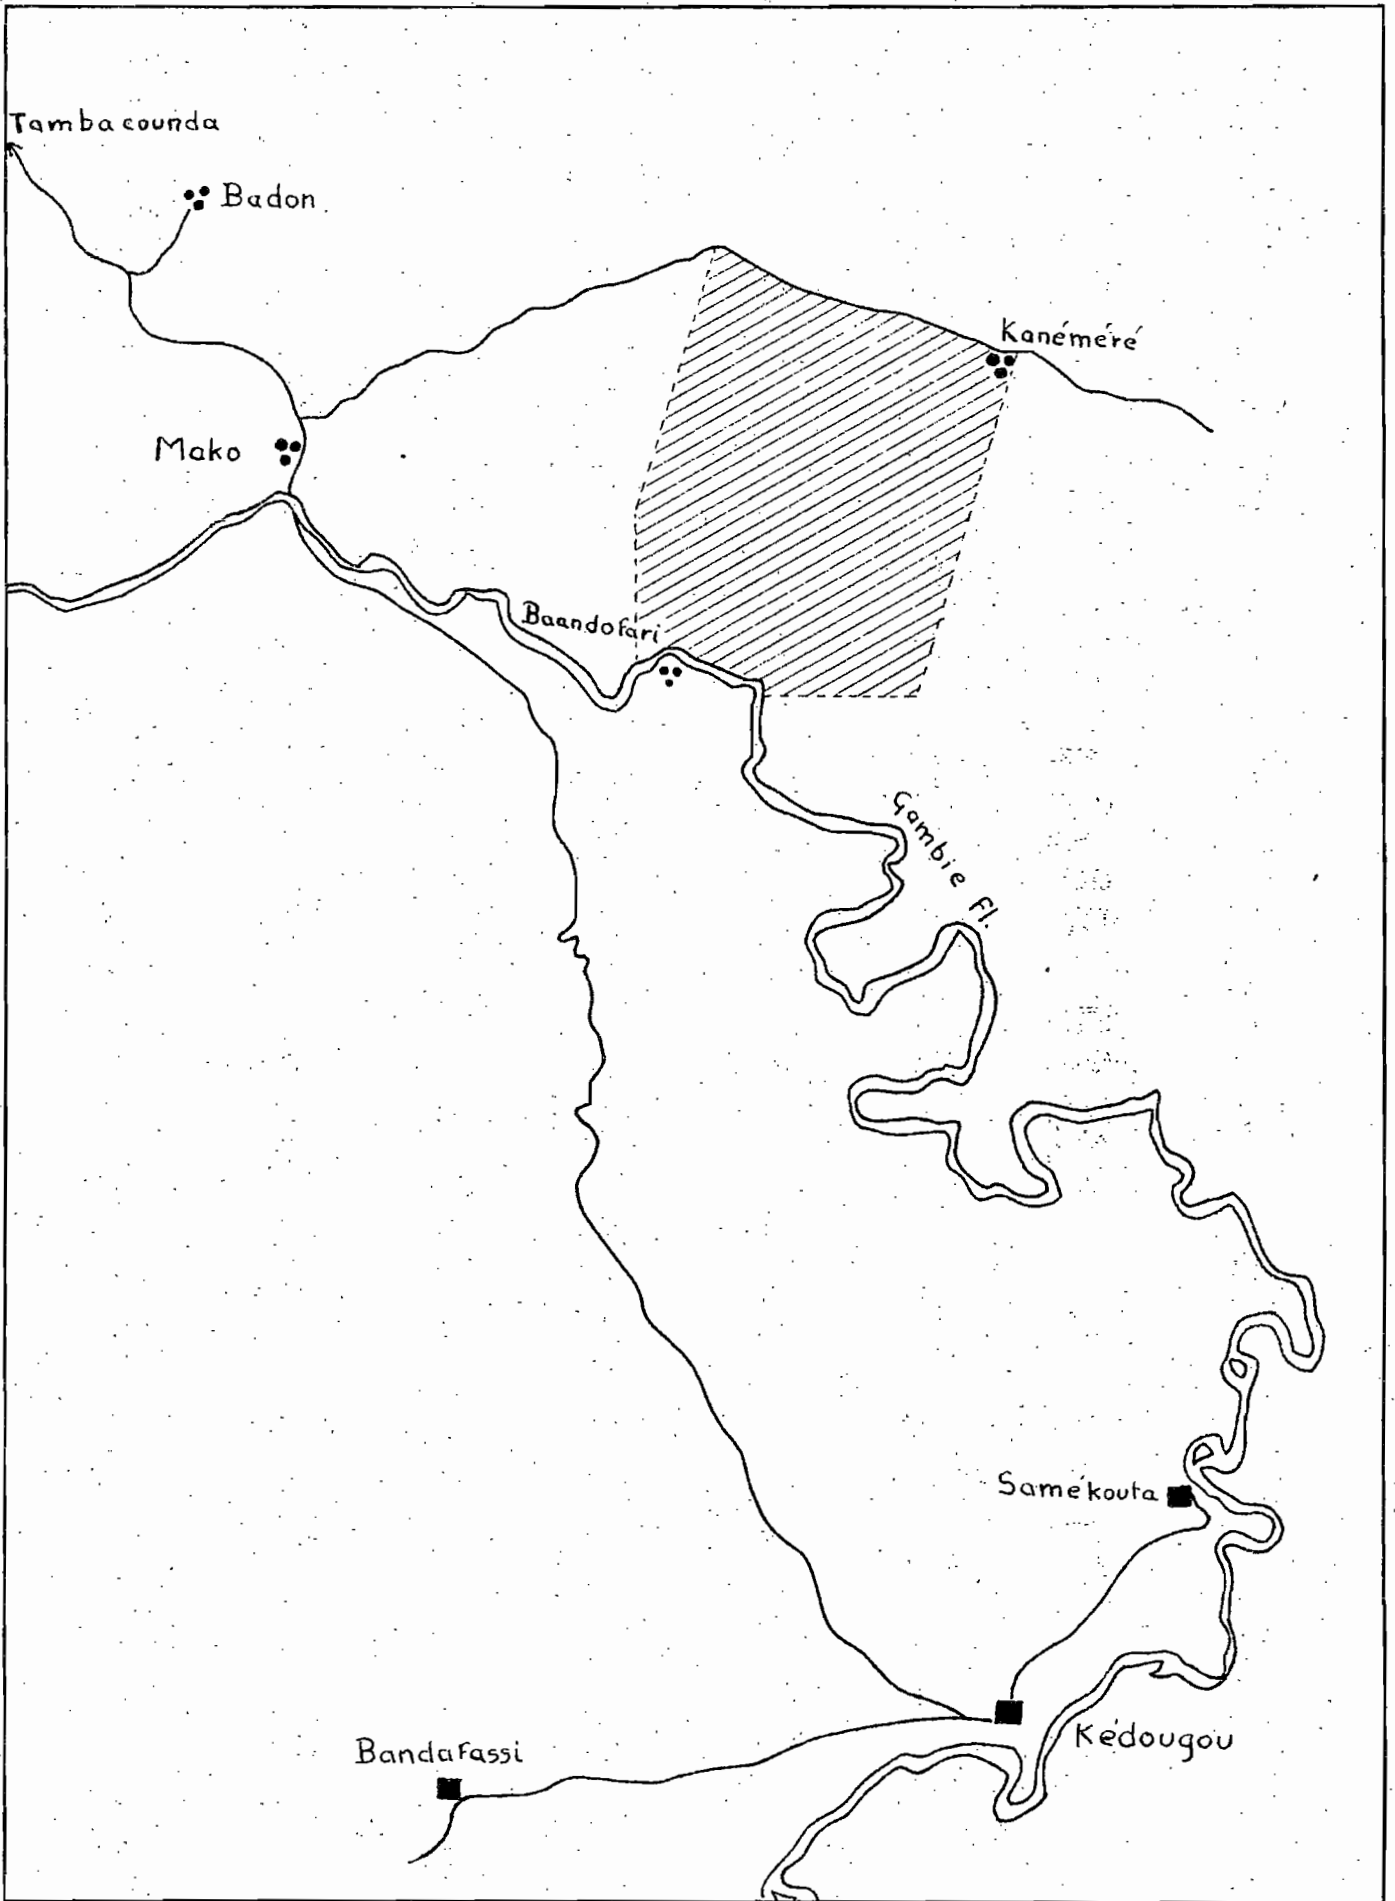 Tambacounda
Badon
Kanéméré
Mako
Baandofari
Gambie Fl.
Samékouta
Kédougou
Bandafassi